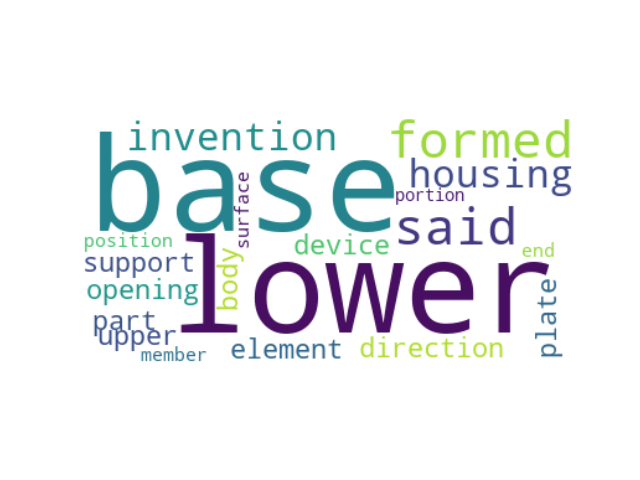 invention
formed
base
housing
surface
portion
said
position
device
lower
end
support
body
opening
plate
part
upper
member
element
direction